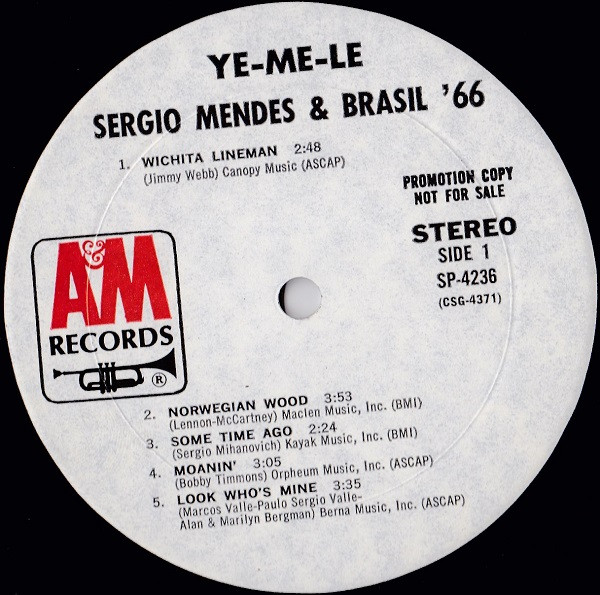 YE-ME-LE
SERGIO MENDES & BRASIL '66
1. WICHITA LINEMAN 2:48
(Jimmy Webb) Canopy Music (ASCAP)
PROMOTION COPY
NOT FOR SALE
STEREO
SIDE 1
SP-4236
(CSG-4371)
A&M
RECORDS
®
2. NORWEGIAN WOOD 3:53
(Lennon-McCartney) Maclen Music, Inc. (BMI)
3. SOME TIME AGO 2:24
(Sergio Mihanovich) Kayak Music, Inc. (BMI)
4. MOANIN' 3:05
(Bobby Timmons) Orpheum Music, Inc. (ASCAP)
5. LOOK WHO'S MINE 3:35
(Marcos Valle-Paulo Sergio Valle-
Alan & Marilyn Bergman) Berna Music, Inc. (ASCAP)